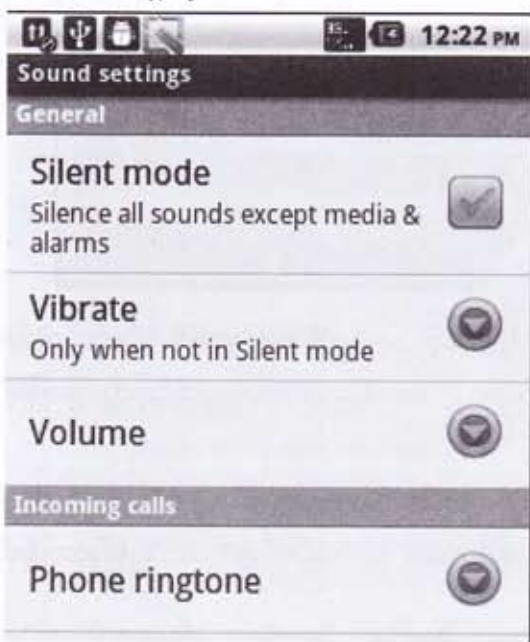 12:22 PM
Sound settings
General
Silent mode
Silence all sounds except media &
alarms
Vibrate
Only when not in Silent mode
Volume
Incoming calls
Phone ringtone